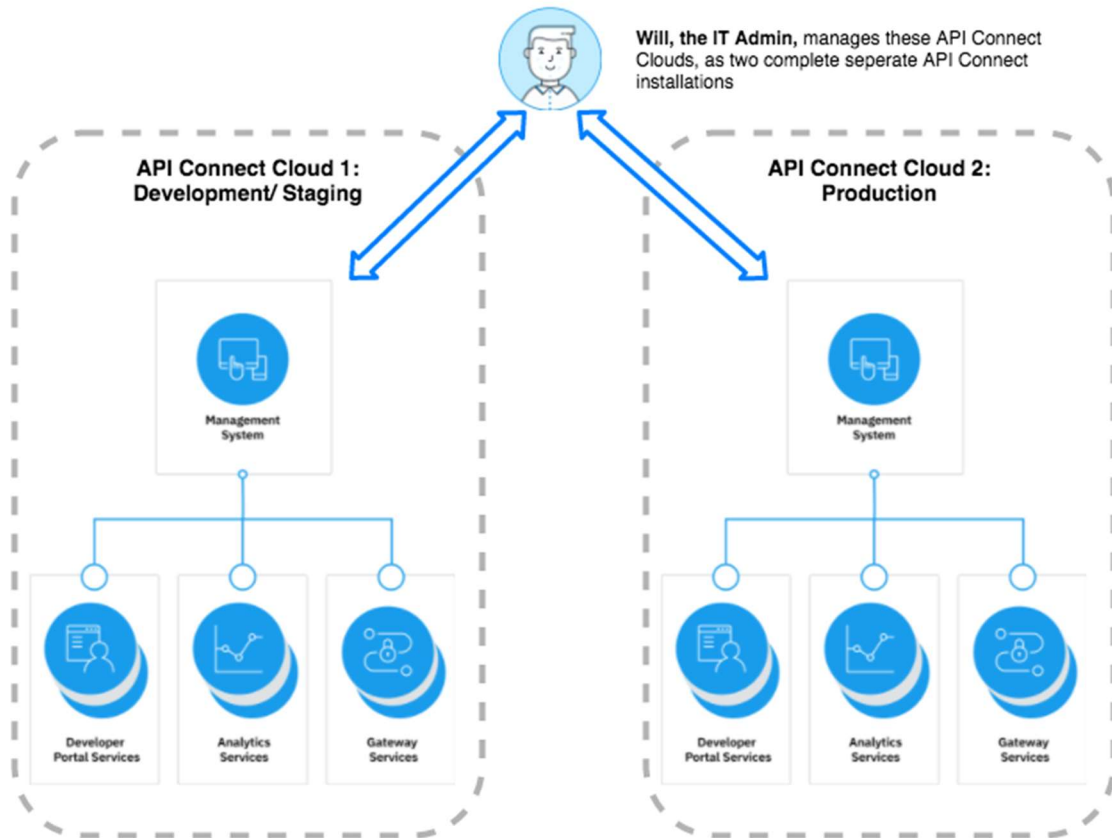 Will, the IT Admin, manages these API Connect
Clouds, as two complete seperate API Connect
installations
API Connect Cloud 1:
Development/ Staging
Management
System
Developer
Portal Services
Analytics
Services
Gateway
Services
API Connect Cloud 2:
Production
Management
System
Developer
Portal Services
Analytics
Services
Gateway
Services